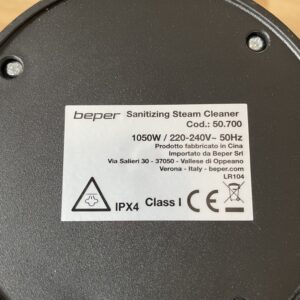 beper Sanitizing Steam Cleaner
Cod.: 50.700
1050W / 220-240V~ 50Hz
Prodotto fabbricato in Cina
Importato da Beper Srl
Via Salieri 30 - 37050 - Vallese di Oppeano
Verona - Italy - beper.com
LR104
IPX4 Class I CE